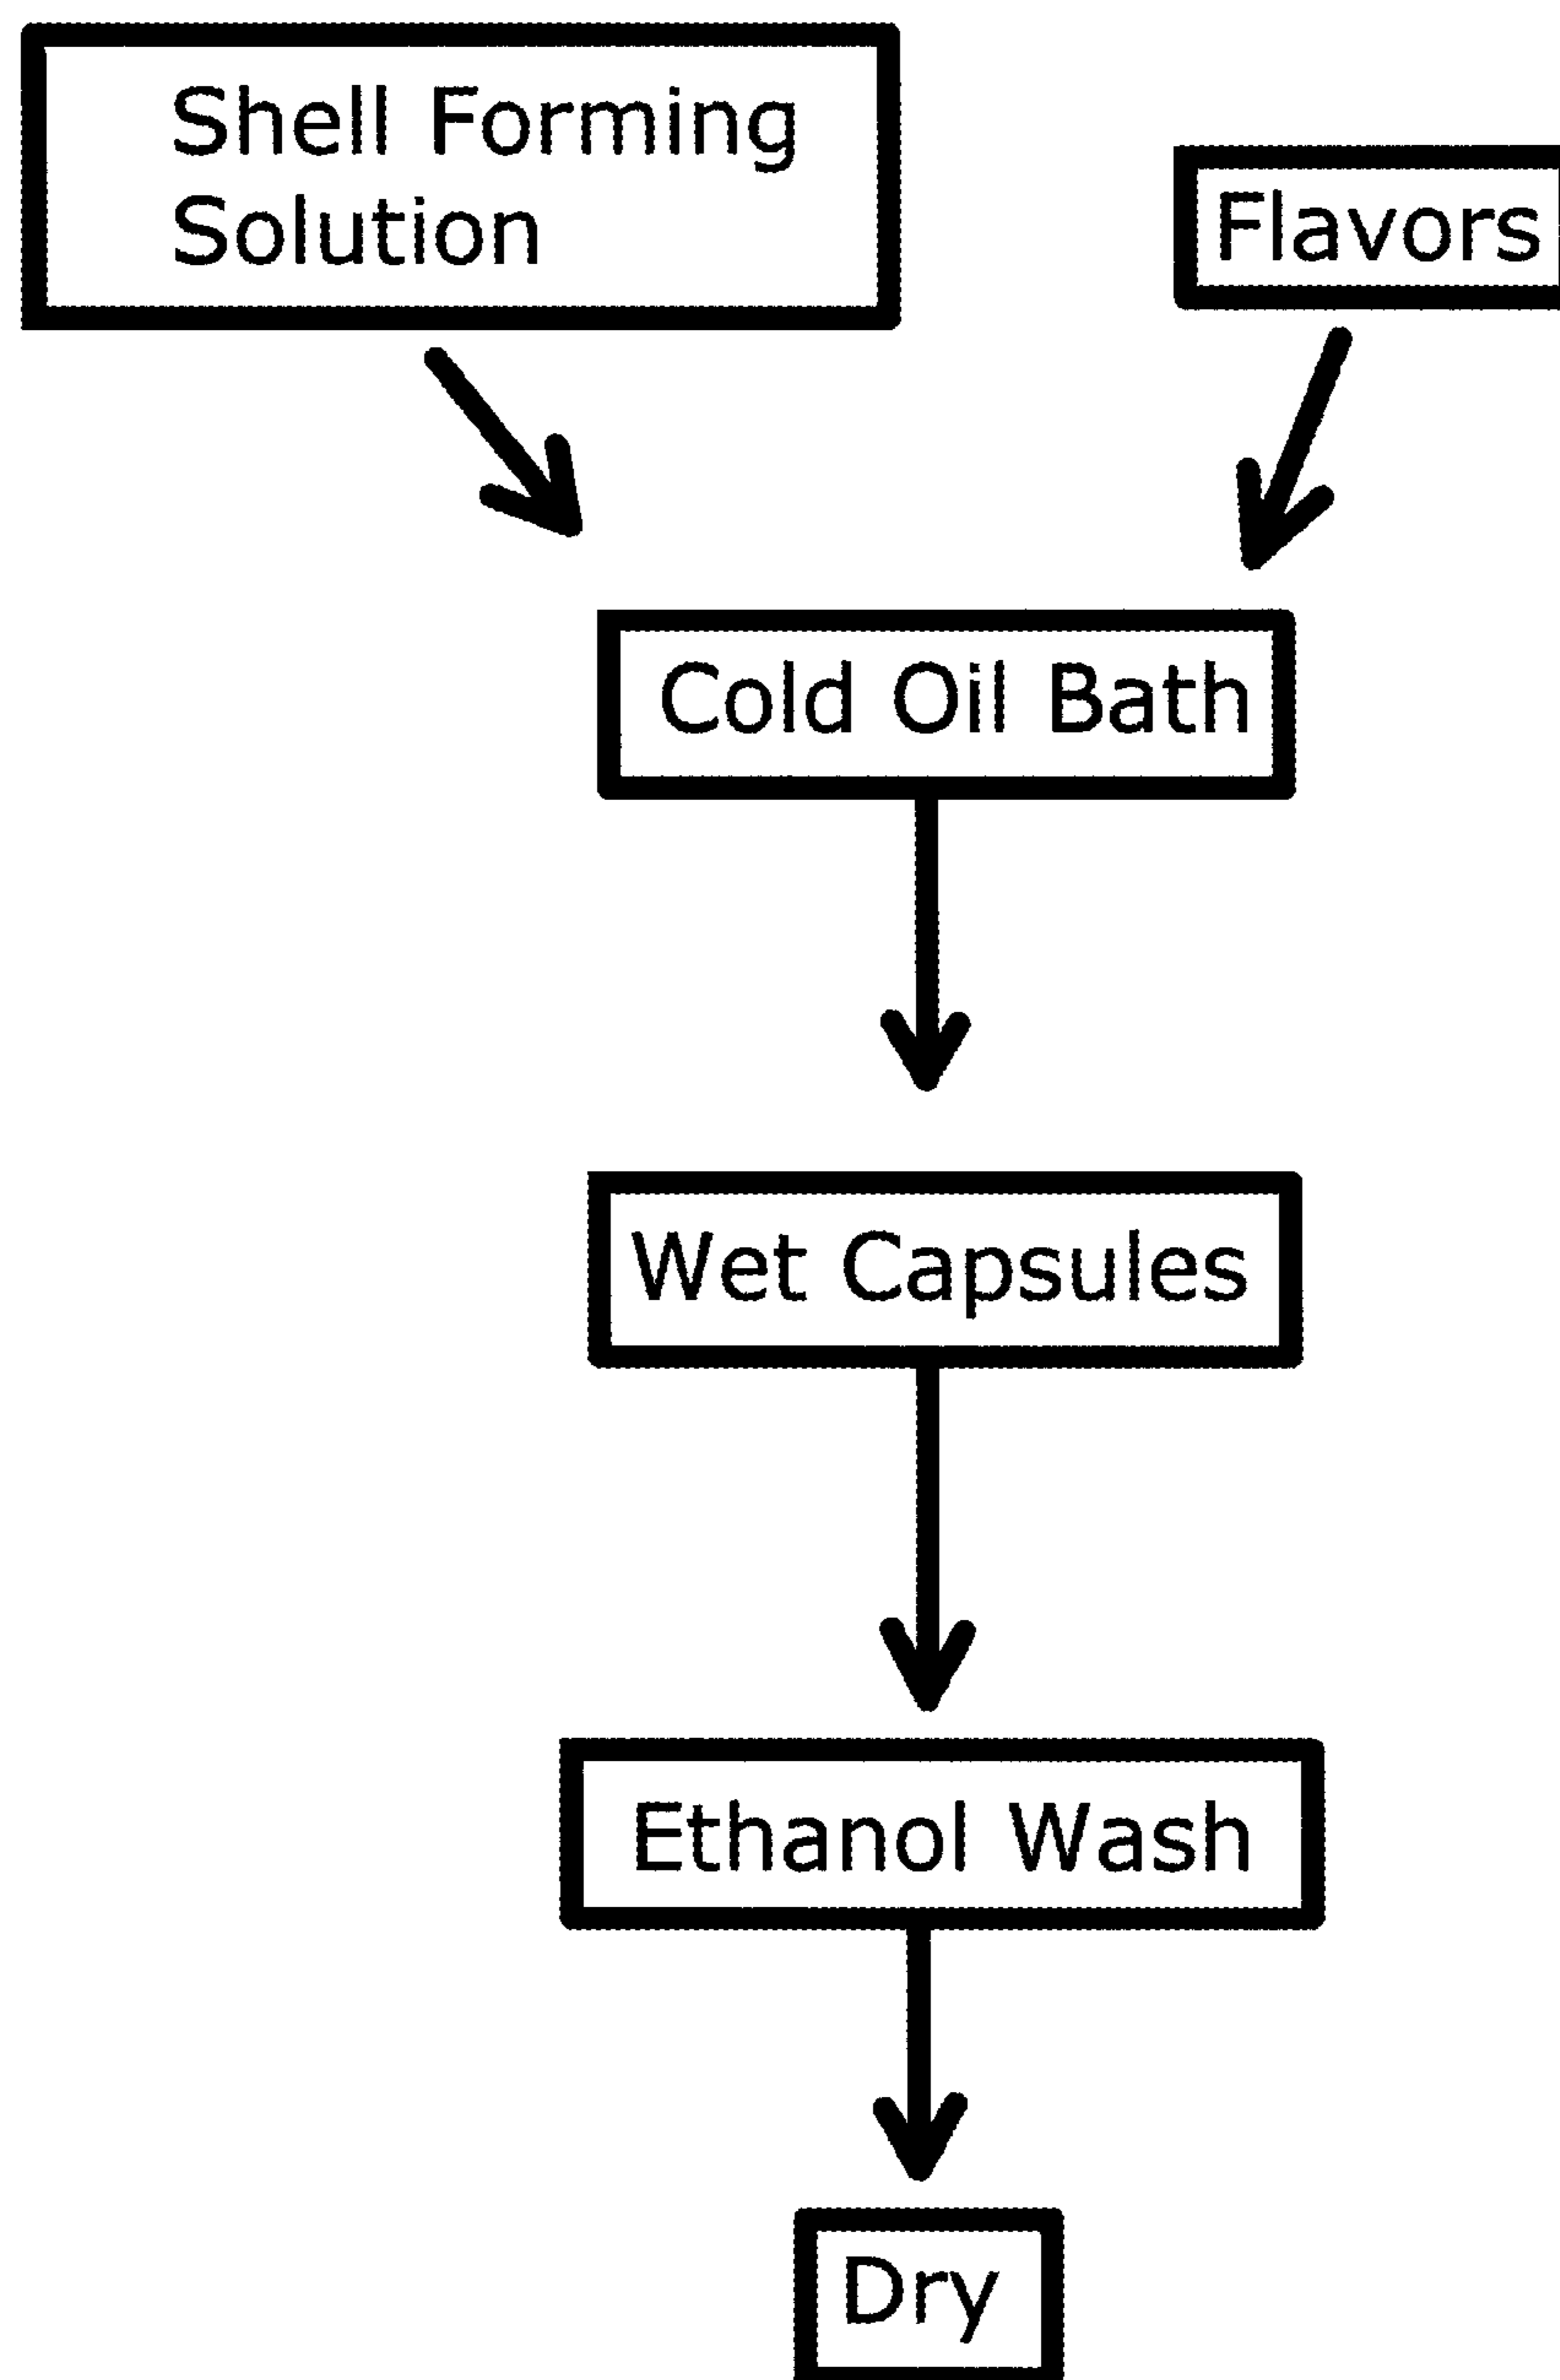 Shell Forming
Solution
Flavors
Cold Oil Bath
Wet Capsules
Ethanol Wash
Dry